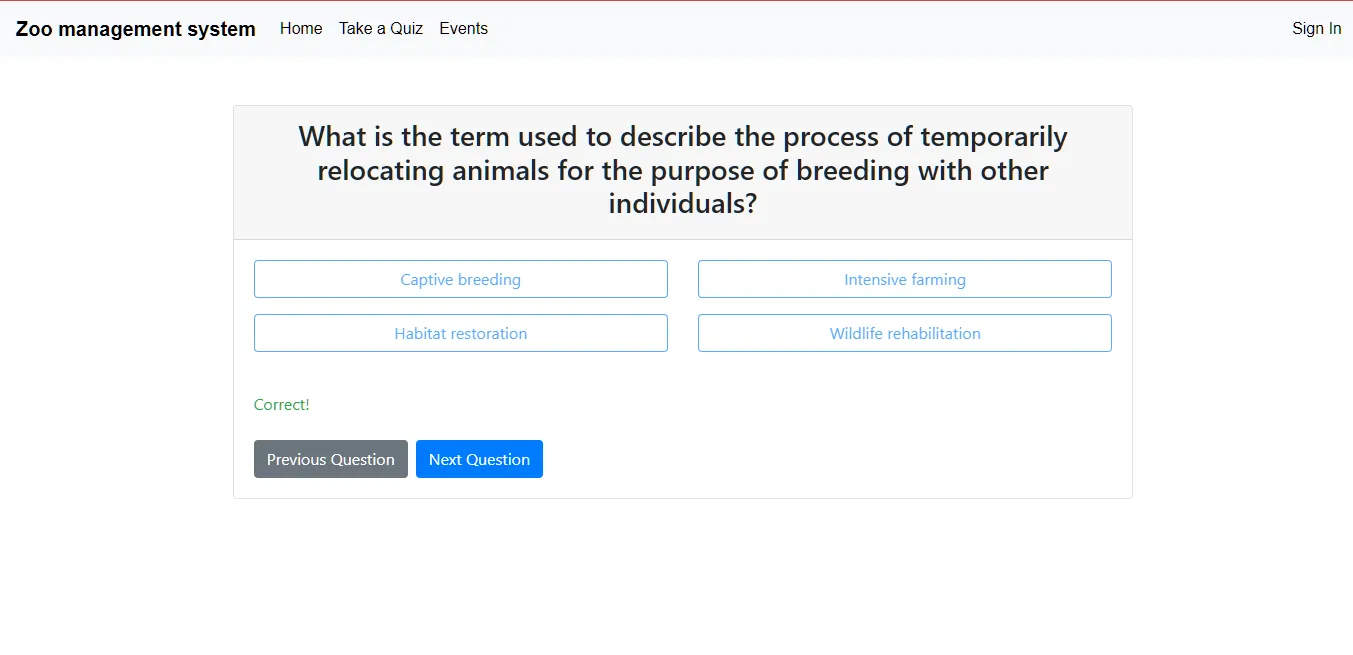 Zoo management system Home Take a Quiz Events Sign In
What is the term used to describe the process of temporarily
relocating animals for the purpose of breeding with other
individuals?
Captive breeding Intensive farming
Habitat restoration Wildlife rehabilitation
Correct!
Previous Question Next Question